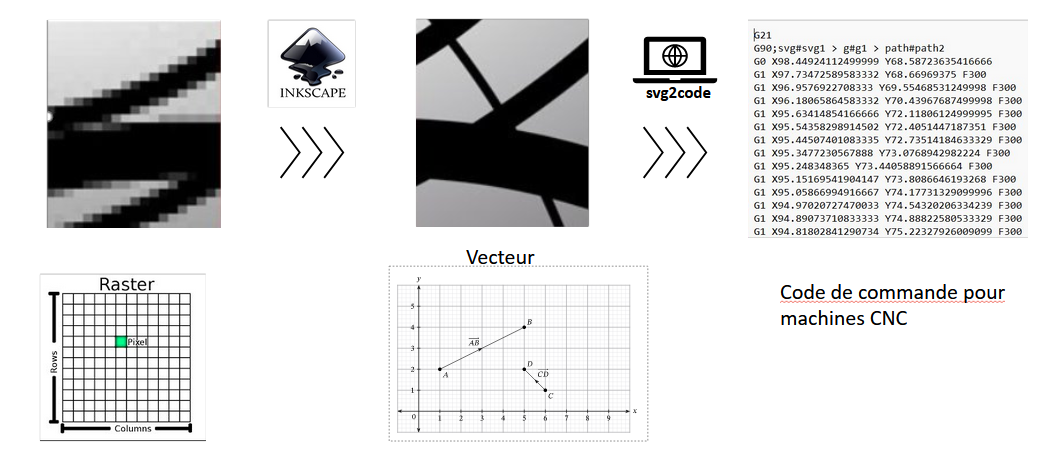 INKSCAPE
svg2code
G21
G90;svg#svg1 > g#g1 > path#path2
G0 X98.44924112499999 Y68.58723635416666
G1 X97.73472589583332 Y68.66969375 F300
G1 X96.9576922708333 Y69.55468531249998 F300
G1 X96.18065864583332 Y70.43967687499998 F300
G1 X95.63414854166666 Y72.11806124999995 F300
G1 X95.54358298914502 Y72.4051447187351 F300
G1 X95.44507401083335 Y72.73514184633329 F300
G1 X95.3477230567888 Y73.0768942982224 F300
G1 X95.248348365 Y73.44058891566664 F300
G1 X95.15169541904147 Y73.8086646193268 F300
G1 X95.05866994916667 Y74.17731329099996 F300
G1 X94.97020727470033 Y74.54320206334239 F300
G1 X94.89073710833333 Y74.88822580533329 F300
G1 X94.81802841290734 Y75.22327926009099 F300
Raster
Rows
Pixel
Columns
Vecteur
y
5
4
3
2
1
0
1 2 3 4 5 6 7 8 9
x
A
AB
B
D
CD
C
Code de commande pour
machines CNC